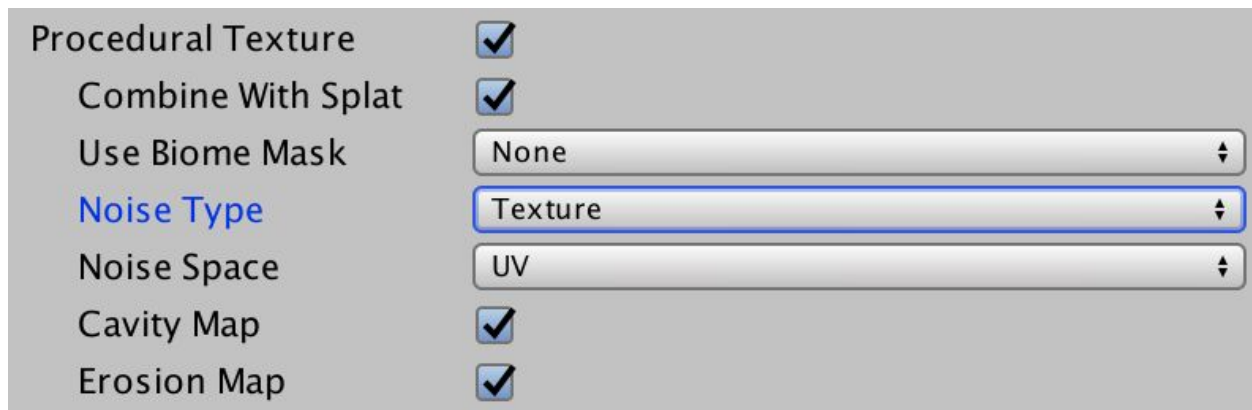 Procedural Texture
Combine With Splat
Use Biome Mask None
Noise Type Texture
Noise Space UV
Cavity Map
Erosion Map